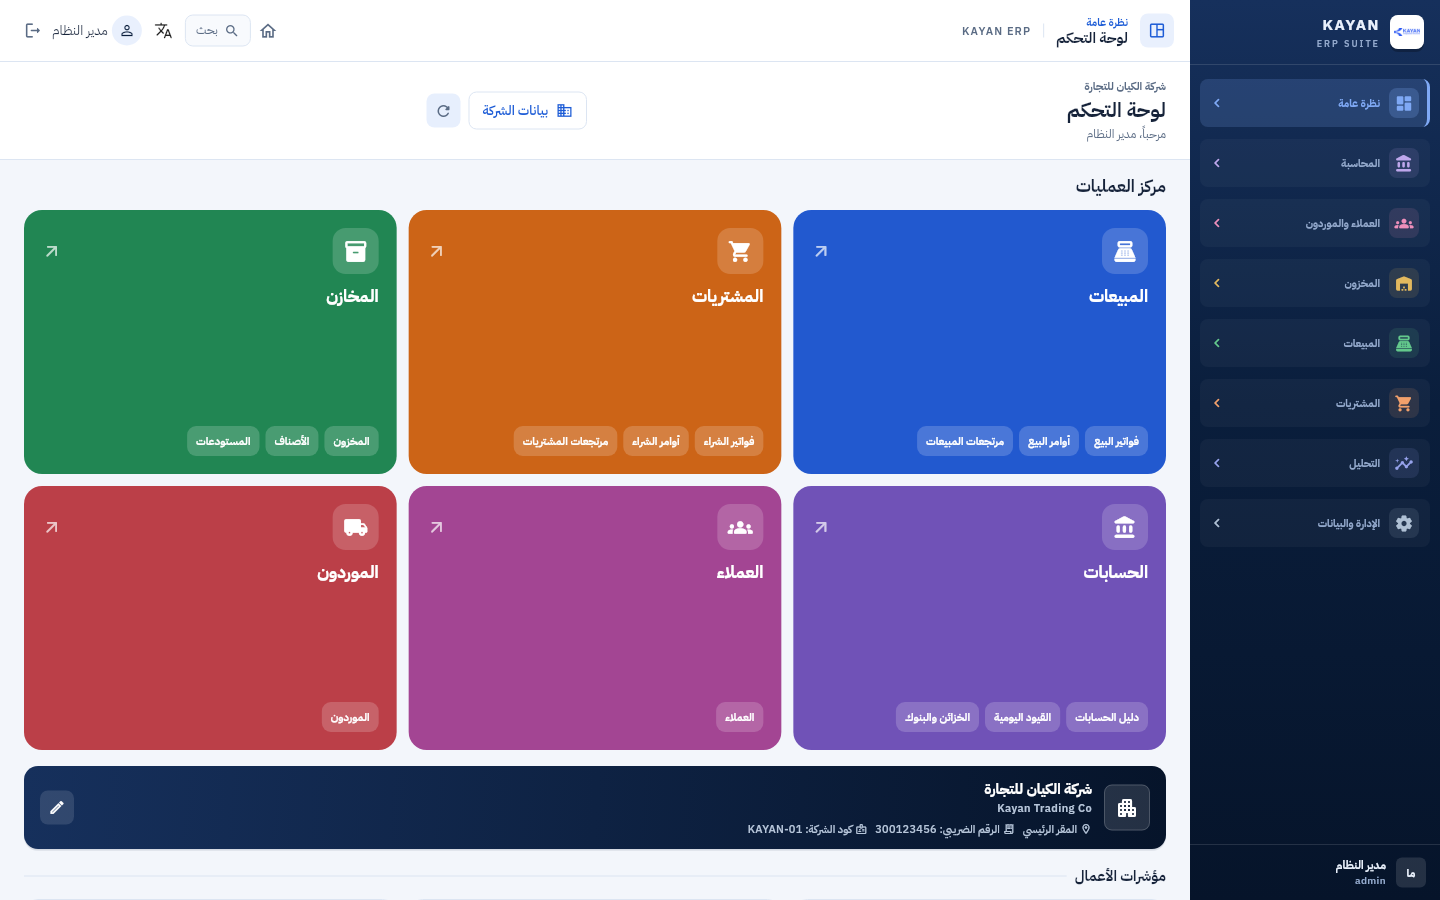 KAYAN
ERP SUITE
نظرة عامة
المحاسبة
العملاء والموردون
المخزون
المبيعات
المشتريات
التحليل
الإدارة والبيانات
مدير النظام
admin
ما
نظرة عامة
لوحة التحكم
KAYAN ERP
بحث
مدير النظام
شركة الكيان للتجارة
لوحة التحكم
مرحباً، مدير النظام
بيانات الشركة
مركز العمليات
المبيعات
فواتير البيع
أوامر البيع
مرتجعات المبيعات
المشتريات
فواتير الشراء
أوامر الشراء
مرتجعات المشتريات
المخازن
المخزون
الأصناف
المستودعات
الحسابات
دليل الحسابات
القيود اليومية
الخزائن والبنوك
العملاء
العملاء
الموردون
الموردون
شركة الكيان للتجارة
Kayan Trading Co
المقر الرئيسي
الرقم الضريبي: 300123456
كود الشركة: KAYAN-01
مؤشرات الأعمال